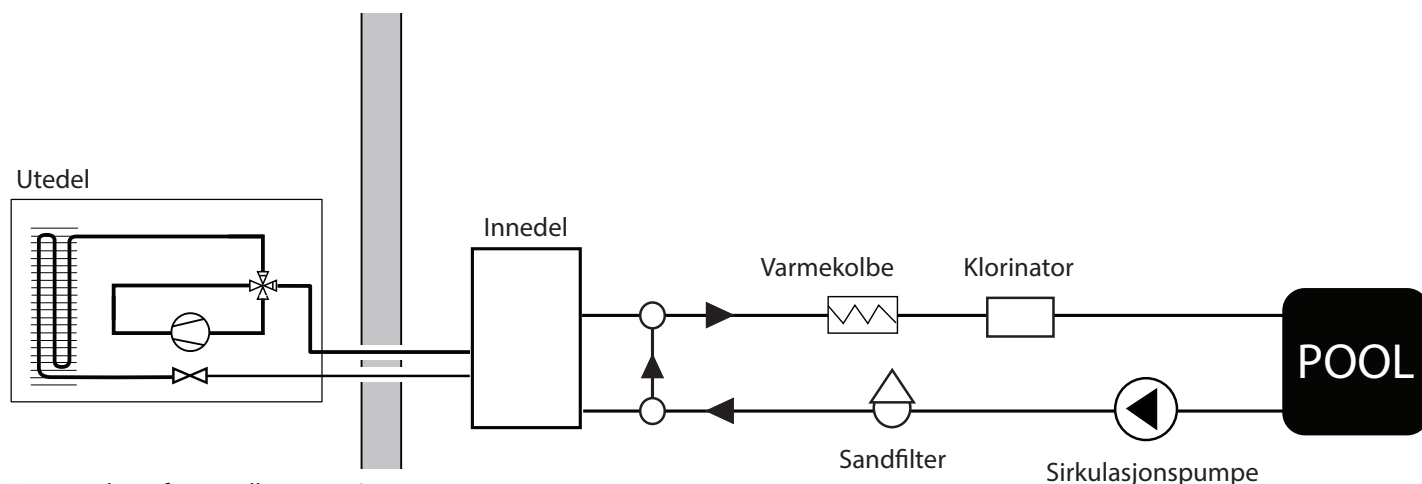 Utedel
Innedel
Varmekolbe
Klorinator
POOL
Sandfilter
Sirkulasjonspumpe